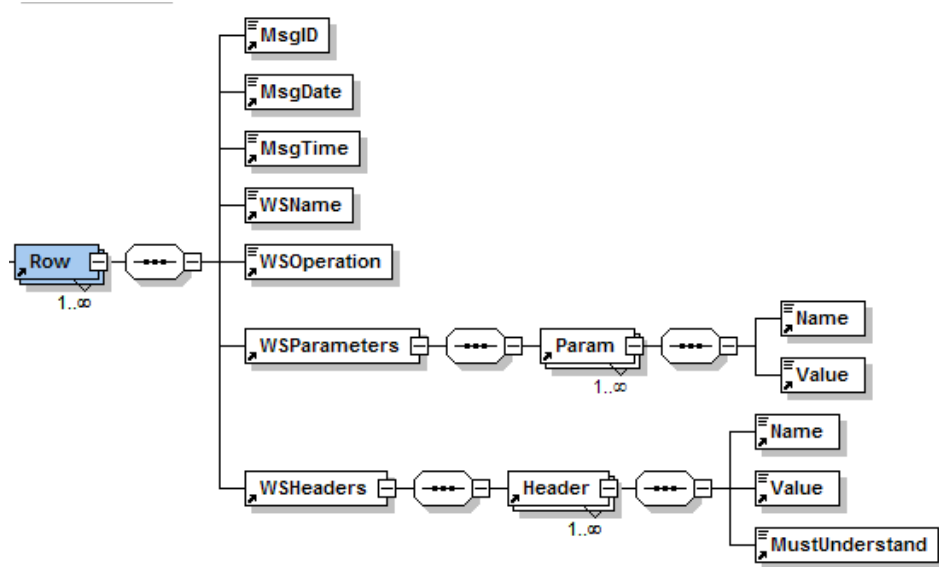 MsgID
MsgDate
MsgTime
WSName
Row
WSOperation
1..∞
WSParameters
Param
Name
Value
1..∞
WSHeaders
Header
Name
Value
MustUnderstand
1..∞